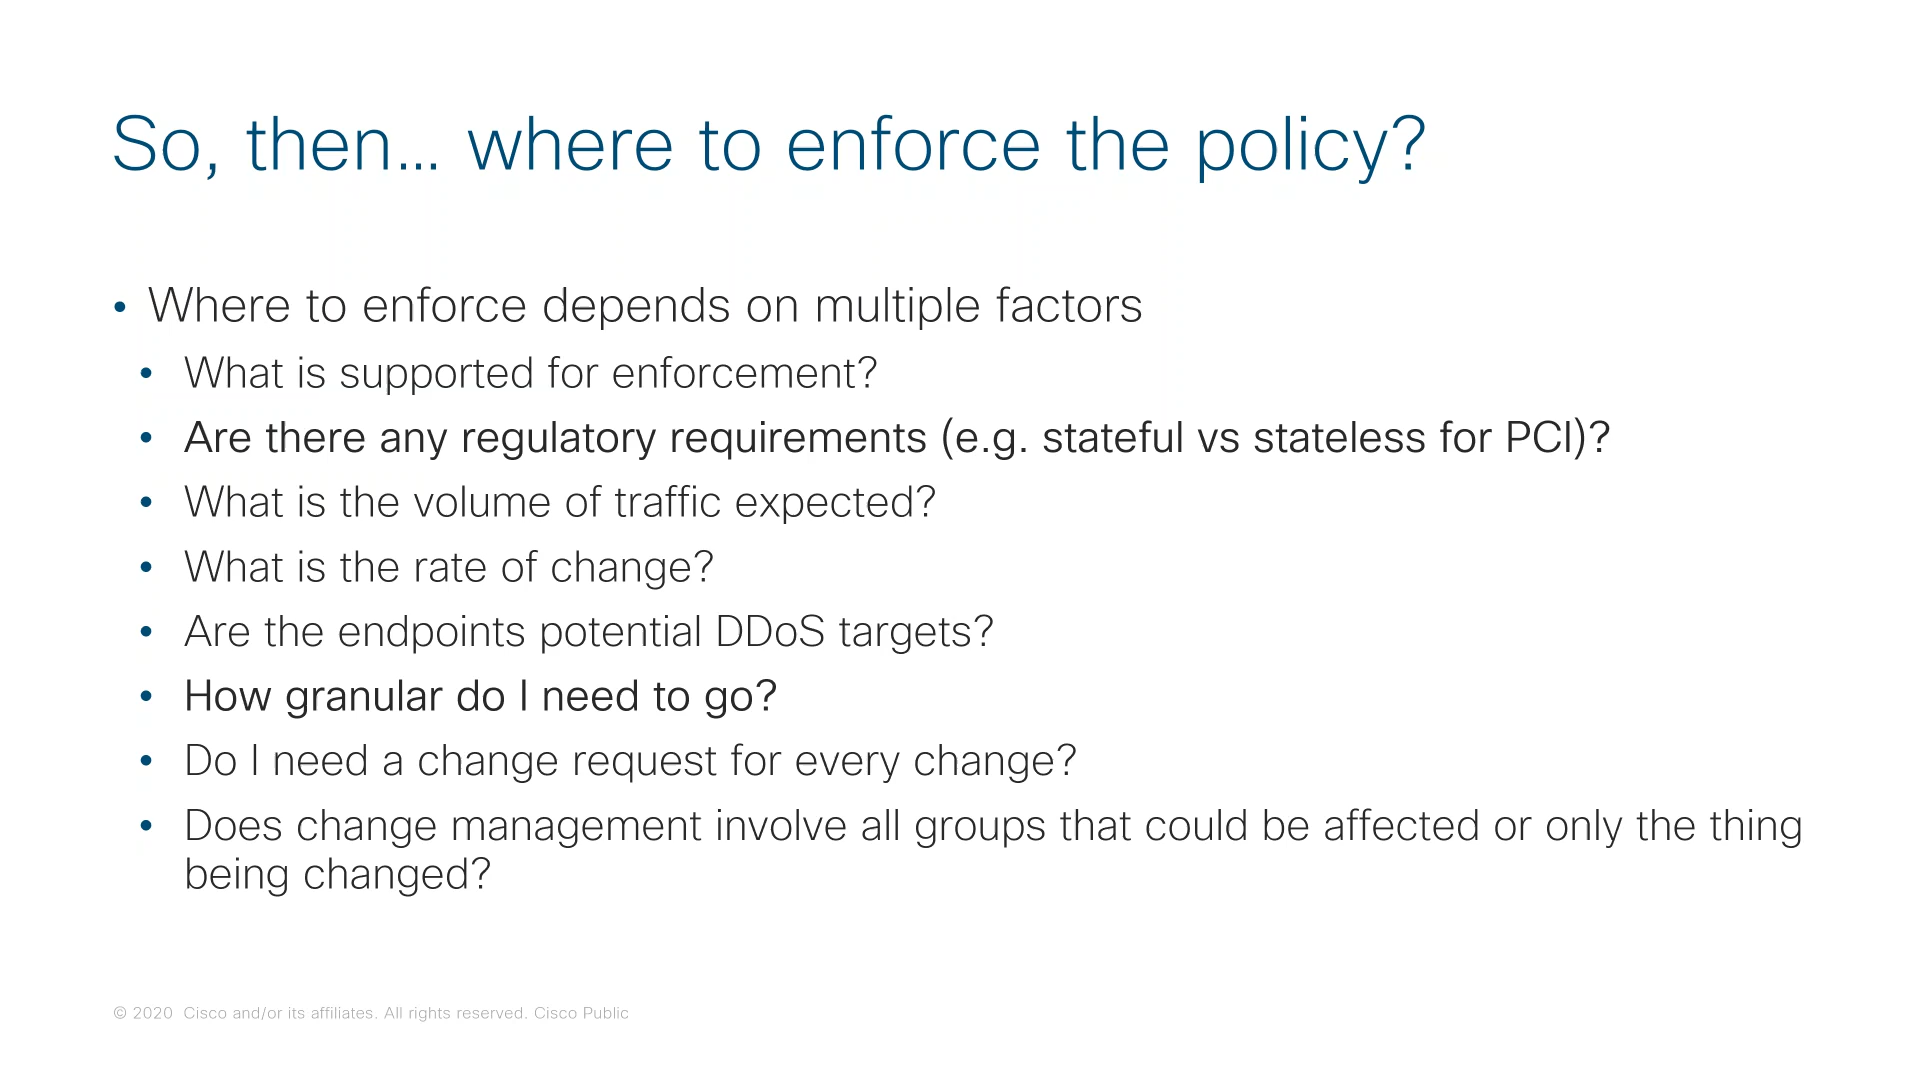 So, then... where to enforce the policy?
• Where to enforce depends on multiple factors
• What is supported for enforcement?
• Are there any regulatory requirements (e.g. stateful vs stateless for PCI)?
• What is the volume of traffic expected?
• What is the rate of change?
• Are the endpoints potential DDoS targets?
• How granular do I need to go?
• Do I need a change request for every change?
• Does change management involve all groups that could be affected or only the thing
being changed?
© 2020 Cisco and/or its affiliates. All rights reserved. Cisco Public